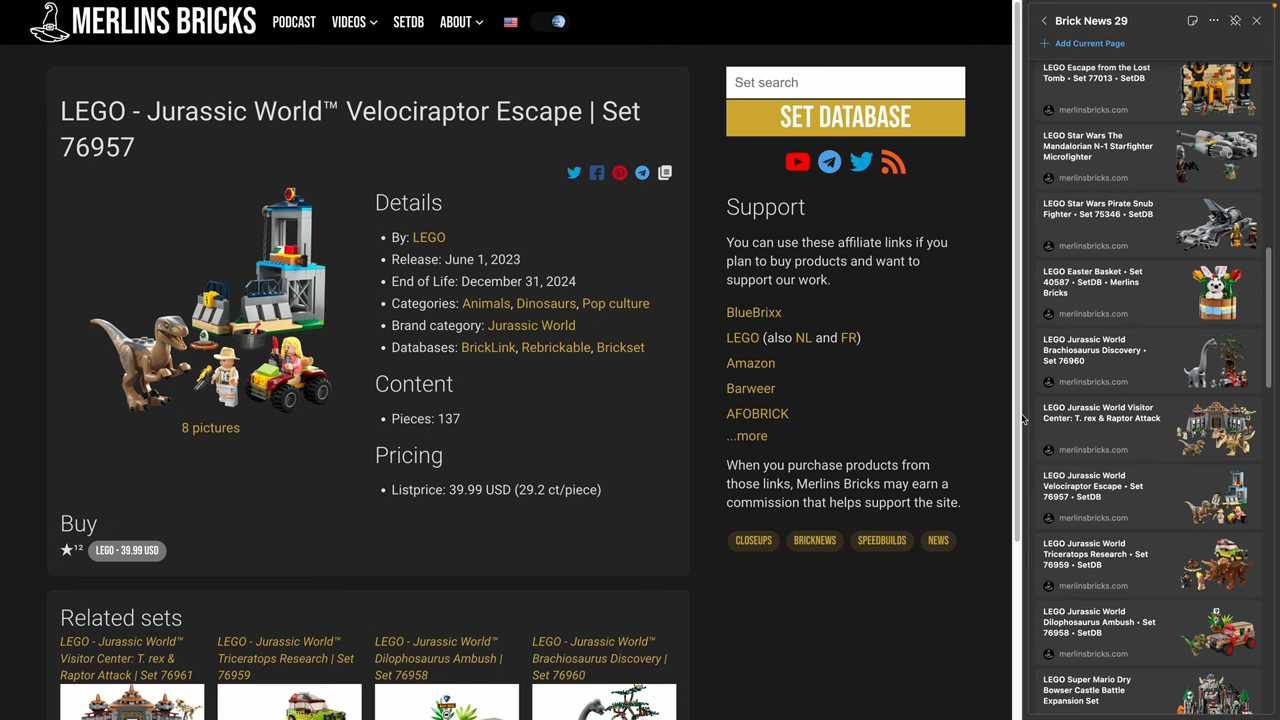 MERLINS BRICKS
PODCAST
VIDEOS
SETDB
ABOUT
LEGO - Jurassic World™ Velociraptor Escape | Set
76957
8 pictures
Details
By: LEGO
Release: June 1, 2023
End of Life: December 31, 2024
Categories: Animals, Dinosaurs, Pop culture
Brand category: Jurassic World
Databases: BrickLink, Rebrickable, Brickset
Content
Pieces: 137
Pricing
Listprice: 39.99 USD (29.2 ct/piece)
Buy
★12 LEGO - 39.99 USD
Related sets
LEGO - Jurassic World™
Visitor Center: T. rex &
Raptor Attack | Set 76961
LEGO - Jurassic World™
Triceratops Research | Set
76959
LEGO - Jurassic World™
Dilophosaurus Ambush |
Set 76958
LEGO - Jurassic World™
Brachiosaurus Discovery |
Set 76960
Set search
SET DATABASE
Support
You can use these affiliate links if you
plan to buy products and want to
support our work.
BlueBrixx
LEGO (also NL and FR)
Amazon
Barweer
AFOBRICK
...more
When you purchase products from
those links, Merlins Bricks may earn a
commission that helps support the site.
CLOSEUPS
BRICKNEWS
SPEEDBUILDS
NEWS
Brick News 29
Add Current Page
LEGO Escape from the Lost
Tomb • Set 77013 • SetDB
merlinsbricks.com
LEGO Star Wars The
Mandalorian N-1 Starfighter
Microfighter
merlinsbricks.com
LEGO Star Wars Pirate Snub
Fighter • Set 75346 • SetDB
merlinsbricks.com
LEGO Easter Basket • Set
40587 • SetDB • Merlins
Bricks
merlinsbricks.com
LEGO Jurassic World
Brachiosaurus Discovery •
Set 76960
merlinsbricks.com
LEGO Jurassic World Visitor
Center: T. rex & Raptor Attack
merlinsbricks.com
LEGO Jurassic World
Velociraptor Escape • Set
76957 • SetDB
merlinsbricks.com
LEGO Jurassic World
Triceratops Research • Set
76959 • SetDB
merlinsbricks.com
LEGO Jurassic World
Dilophosaurus Ambush • Set
76958 • SetDB
merlinsbricks.com
LEGO Super Mario Dry
Bowser Castle Battle
Expansion Set